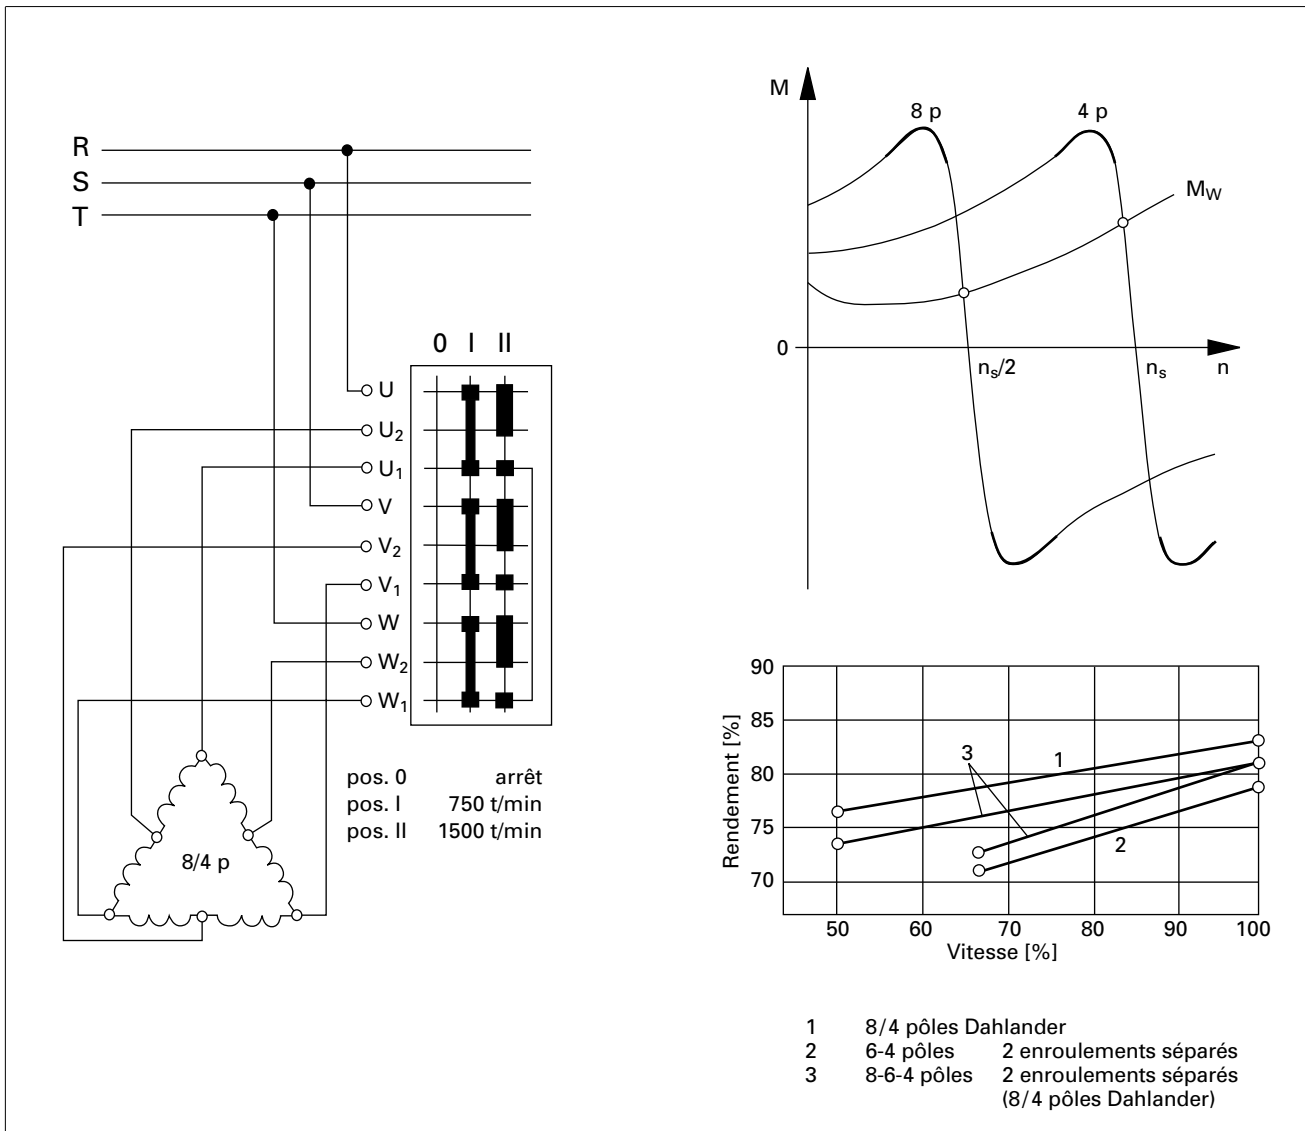 R
S
T
0 I II
U
U2
U1
V
V2
V1
W
W2
W1
8/4 p
pos. 0 arrêt
pos. I 750 t/min
pos. II 1500 t/min
M
8 p 4 p
MW
0
ns/2 ns n
90
85
80
75
70
Rendement [%]
3 1
2
50 60 70 80 90 100
Vitesse [%]
1 8/4 pôles Dahlander
2 6-4 pôles 2 enroulements séparés
3 8-6-4 pôles 2 enroulements séparés
(8/4 pôles Dahlander)